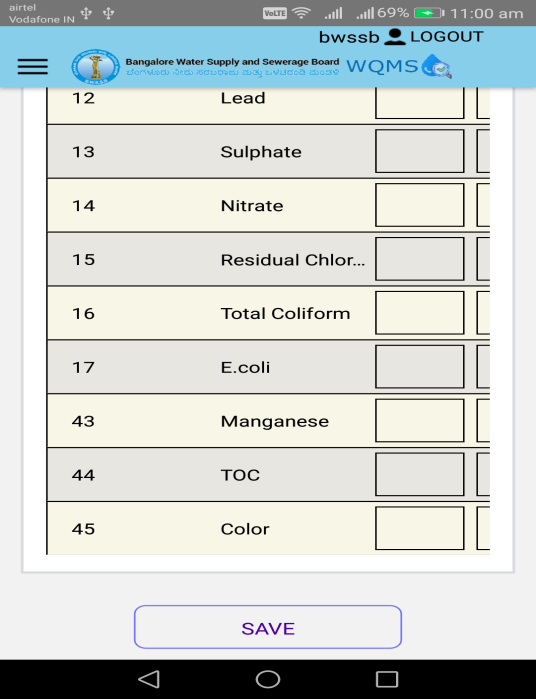 airtel
Vodafone IN VoLTE 69% 11:00 am
bwssb LOGOUT
Bangalore Water Supply and Sewerage Board WQMS
ಬೆಂಗಳೂರು ನೀರು ಸರಬರಾಜು ಮತ್ತು ಒಳಚರಂಡಿ ಮಂಡಳಿ
12 Lead
13 Sulphate
14 Nitrate
15 Residual Chlor...
16 Total Coliform
17 E.coli
43 Manganese
44 TOC
45 Color
SAVE